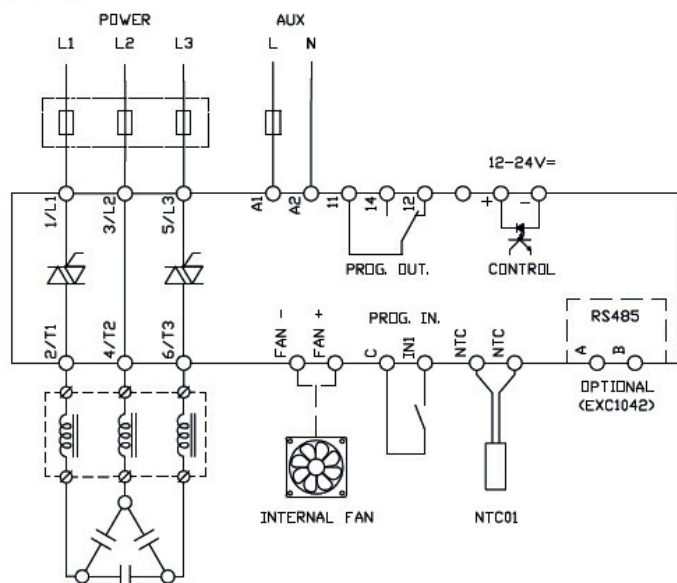 POWER AUX
L1 L2 L3 L N
12-24V=
1/L1 3/L2 5/L3 A1 A2 11 14 12 + -
PROG. OUT. CONTROL
PROG. IN. RS485
2/T1 4/T2 6/T3 FAN - FAN + C IN1 NTC NTC A B
OPTIONAL
(EXC1042)
INTERNAL FAN NTC01